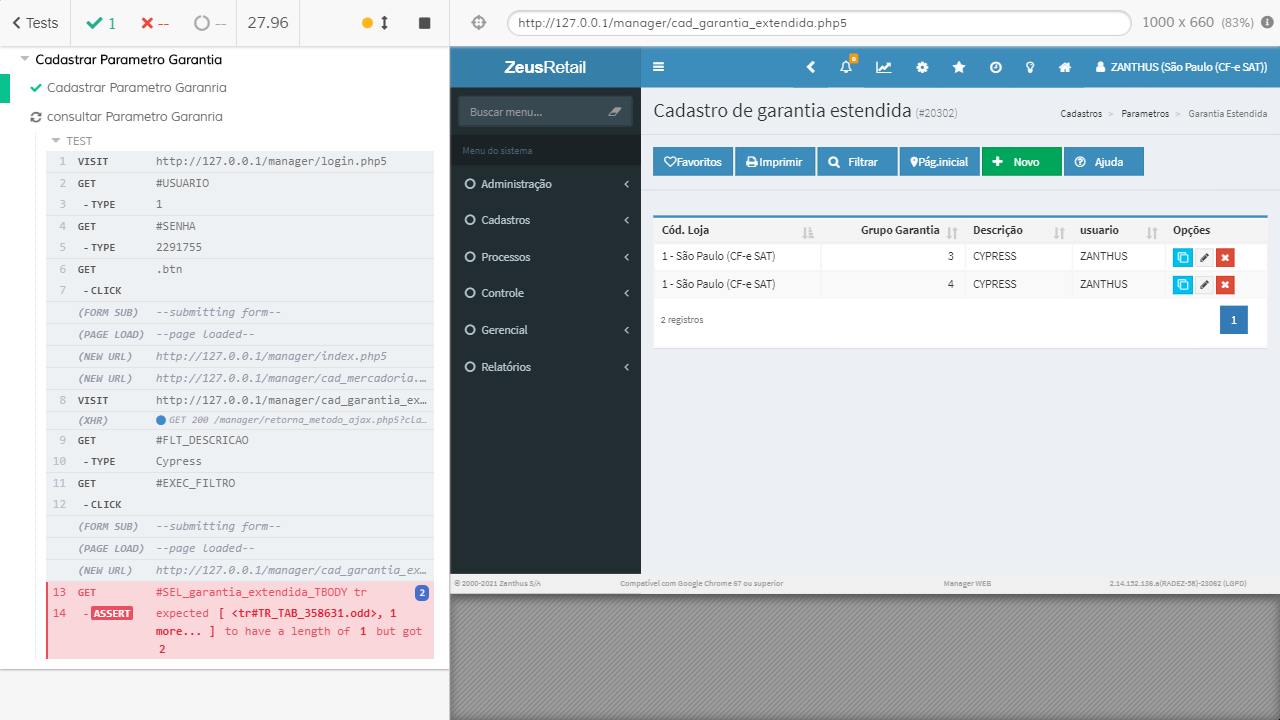 Tests
1
--
--
27.96
http://127.0.0.1/manager/cad_garantia_extendida.php5
1000 x 660 (83%)
Cadastrar Parametro Garantia
Cadastrar Parametro Garanria
consultar Parametro Garanria
TEST
1 VISIT http://127.0.0.1/manager/login.php5
2 GET #USUARIO
3 -TYPE 1
4 GET #SENHA
5 -TYPE 2291755
6 GET .btn
7 -CLICK
(FORM SUB) --submitting form--
(PAGE LOAD) --page loaded--
(NEW URL) http://127.0.0.1/manager/index.php5
(NEW URL) http://127.0.0.1/manager/cad_mercadoria.…
8 VISIT http://127.0.0.1/manager/cad_garantia_ex…
(XHR) GET 200 /manager/retorna_metodo_ajax.php5?cla…
9 GET #FLT_DESCRICAO
10 -TYPE Cypress
11 GET #EXEC_FILTRO
12 -CLICK
(FORM SUB) --submitting form--
(PAGE LOAD) --page loaded--
(NEW URL) http://127.0.0.1/manager/cad_garantia_ex…
13 GET #SEL_garantia_extendida_TBODY tr 2
14 -ASSERT expected [ <tr#TR_TAB_358631.odd>, 1
more... ] to have a length of 1 but got
2
ZeusRetail
ZANTHUS (São Paulo (CF-e SAT))
Buscar menu...
Menu do sistema
Administração
Cadastros
Processos
Controle
Gerencial
Relatórios
Cadastro de garantia estendida (#20302)
Cadastros > Parametros > Garantia Estendida
Favoritos Imprimir Filtrar Pág.inicial Novo Ajuda
Cód. Loja Grupo Garantia Descrição usuario Opções
1 - São Paulo (CF-e SAT) 3 CYPRESS ZANTHUS
1 - São Paulo (CF-e SAT) 4 CYPRESS ZANTHUS
2 registros 1
© 2000-2021 Zanthus S/A Compatível com Google Chrome 67 ou superior Manager WEB 2.14.152.136.a(RADEZ-58)-23062 (LGPD)